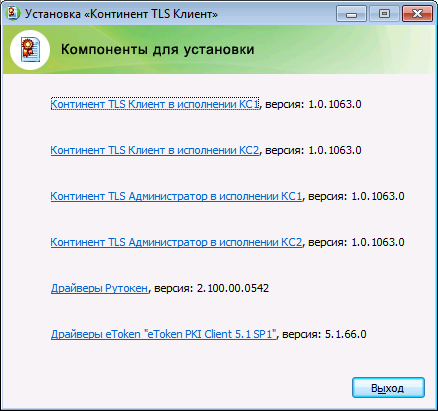 Установка «Континент TLS Клиент»
Компоненты для установки
Континент TLS Клиент в исполнении КС1, версия: 1.0.1063.0
Континент TLS Клиент в исполнении КС2, версия: 1.0.1063.0
Континент TLS Администратор в исполнении КС1, версия: 1.0.1063.0
Континент TLS Администратор в исполнении КС2, версия: 1.0.1063.0
Драйверы Рутокен, версия: 2.100.00.0542
Драйверы eToken "eToken PKI Client 5.1 SP1", версия: 5.1.66.0
Выход